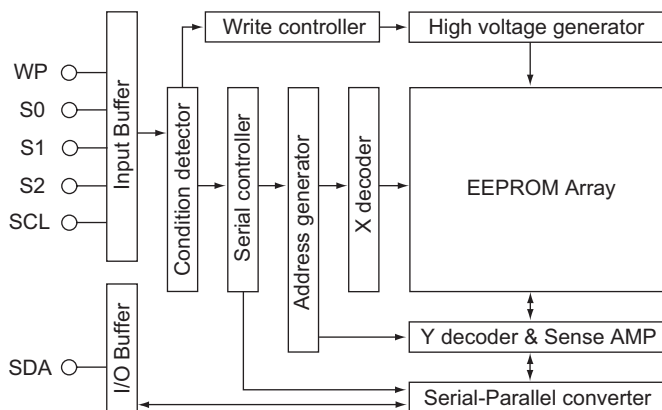 Write controller
High voltage generator
WP
S0
S1
S2
SCL
Input Buffer
Condition detector
Serial controller
Address generator
X decoder
EEPROM Array
SDA
I/O Buffer
Y decoder & Sense AMP
Serial-Parallel converter